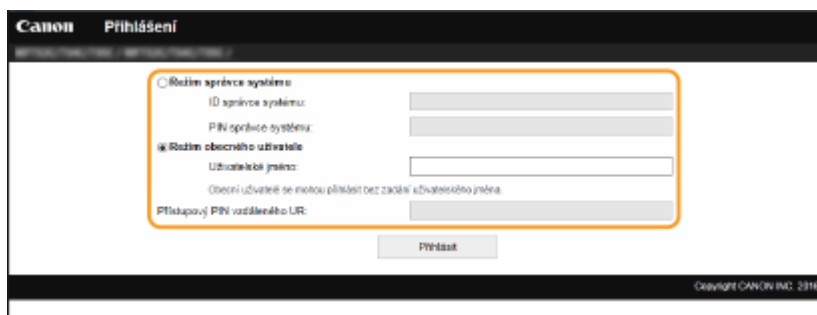 Canon Přihlášení
Režim správce systému
ID správce systému:
PIN správce systému:
Režim obecného uživatele
Uživatelské jméno:
Obecní uživatelé se mohou přihlásit bez zadání uživatelského jména.
Přístupový PIN vzdáleného UR:
Přihlásit
Copyright CANON INC. 2016